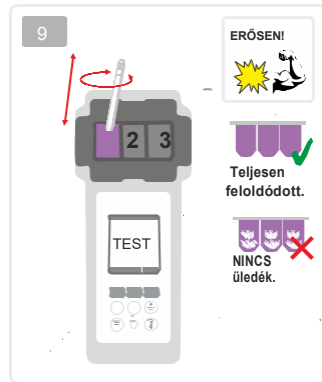 9
ERŐSEN!
2 3
Teljesen
feloldódott.
TEST
NINCS
üledék.